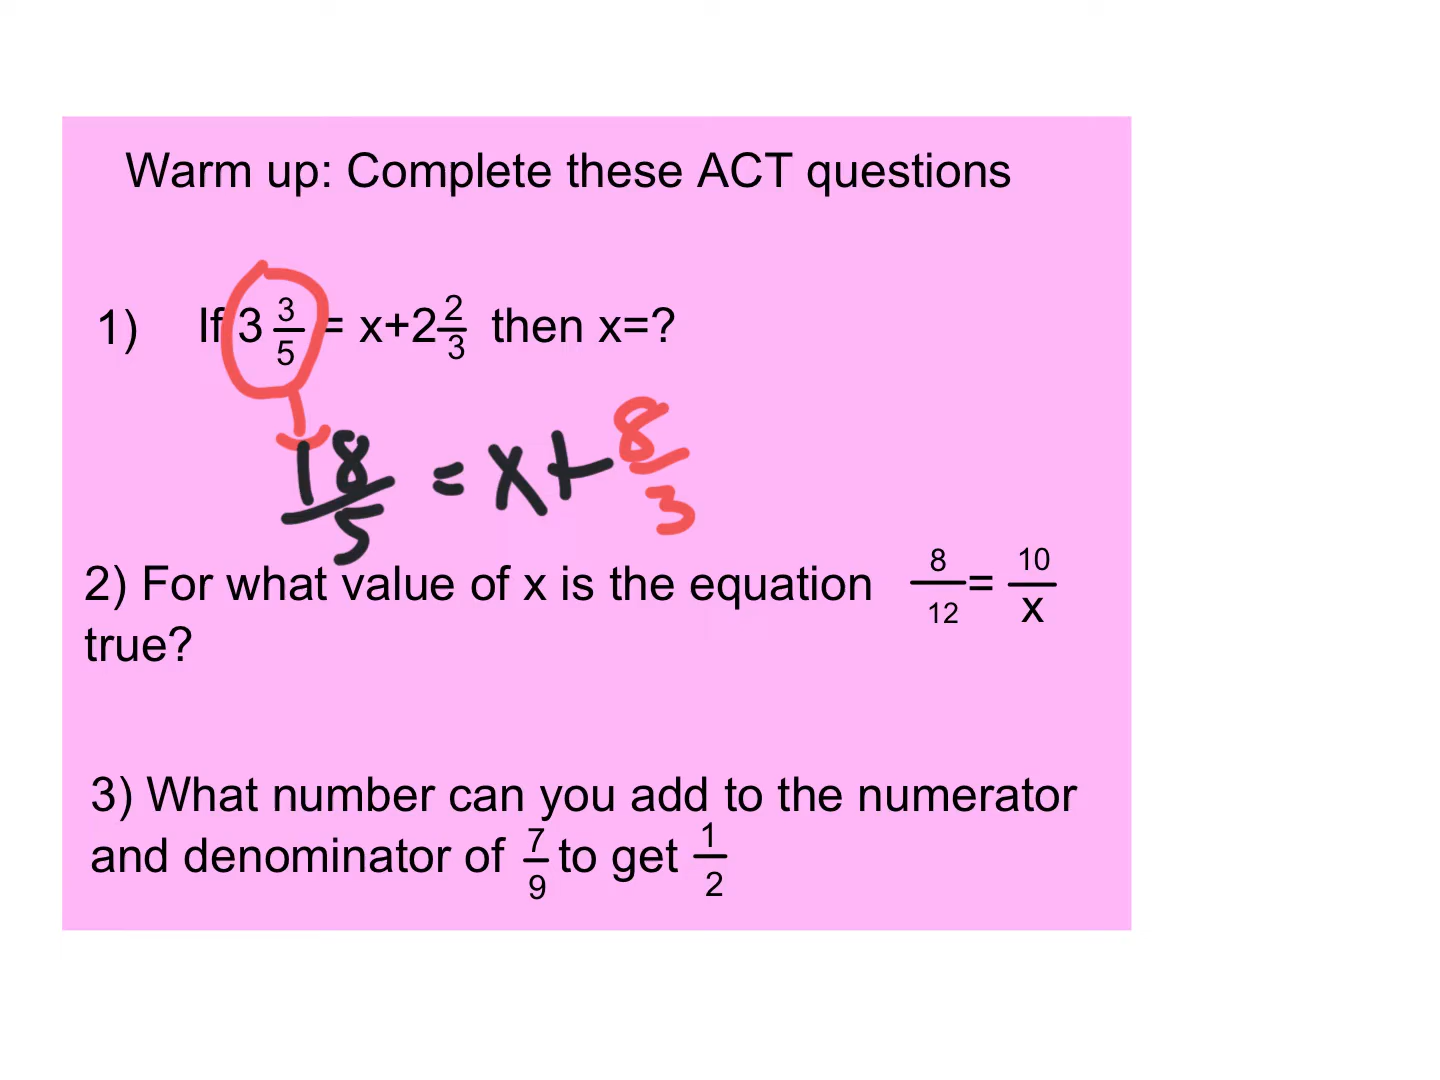 Warm up: Complete these ACT questions
1) If 3 3/5 = x+2 2/3 then x=?
18/5 = x+ 8/3
2) For what value of x is the equation 8/12 = 10/x
true?
3) What number can you add to the numerator
and denominator of 7/9 to get 1/2